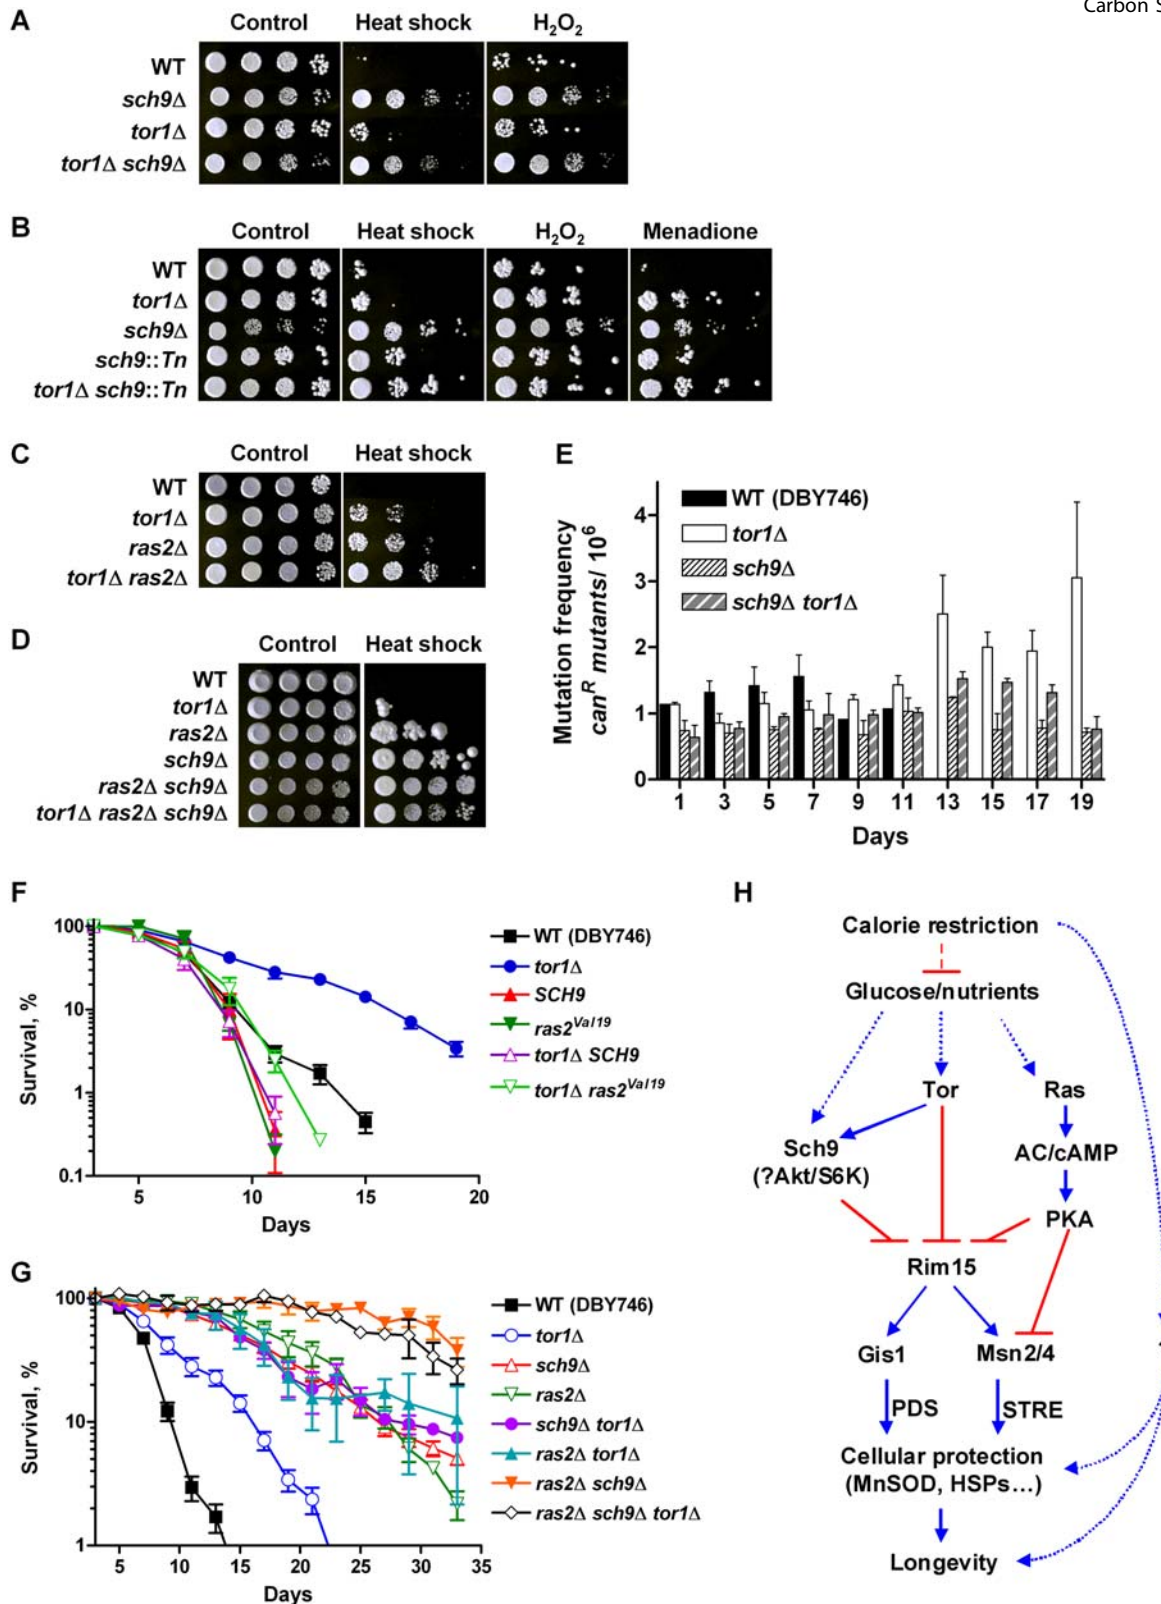 Carbon S
A
Control Heat shock H₂O₂
WT
sch9Δ
tor1Δ
tor1Δ sch9Δ
B
Control Heat shock H₂O₂ Menadione
WT
tor1Δ
sch9Δ
sch9::Tn
tor1Δ sch9::Tn
C
Control Heat shock
WT
tor1Δ
ras2Δ
tor1Δ ras2Δ
D
Control Heat shock
WT
tor1Δ
ras2Δ
sch9Δ
ras2Δ sch9Δ
tor1Δ ras2Δ sch9Δ
E
Mutation frequency
canᴿ mutants/ 10⁶
4
3
2
1
0
WT (DBY746)
tor1Δ
sch9Δ
sch9Δ tor1Δ
1 3 5 7 9 11 13 15 17 19
Days
F
Survival, %
100
10
1
0.1
5 10 15 20
Days
WT (DBY746)
tor1Δ
SCH9
ras2ⱽᵃˡ¹⁹
tor1Δ SCH9
tor1Δ ras2ⱽᵃˡ¹⁹
G
Survival, %
100
10
1
5 10 15 20 25 30 35
Days
WT (DBY746)
tor1Δ
sch9Δ
ras2Δ
sch9Δ tor1Δ
ras2Δ tor1Δ
ras2Δ sch9Δ
ras2Δ sch9Δ tor1Δ
H
Calorie restriction
Glucose/nutrients
Tor Ras
Sch9
(?Akt/S6K)
AC/cAMP
PKA
Rim15
Gis1 Msn2/4
PDS STRE
Cellular protection
(MnSOD, HSPs...)
Longevity